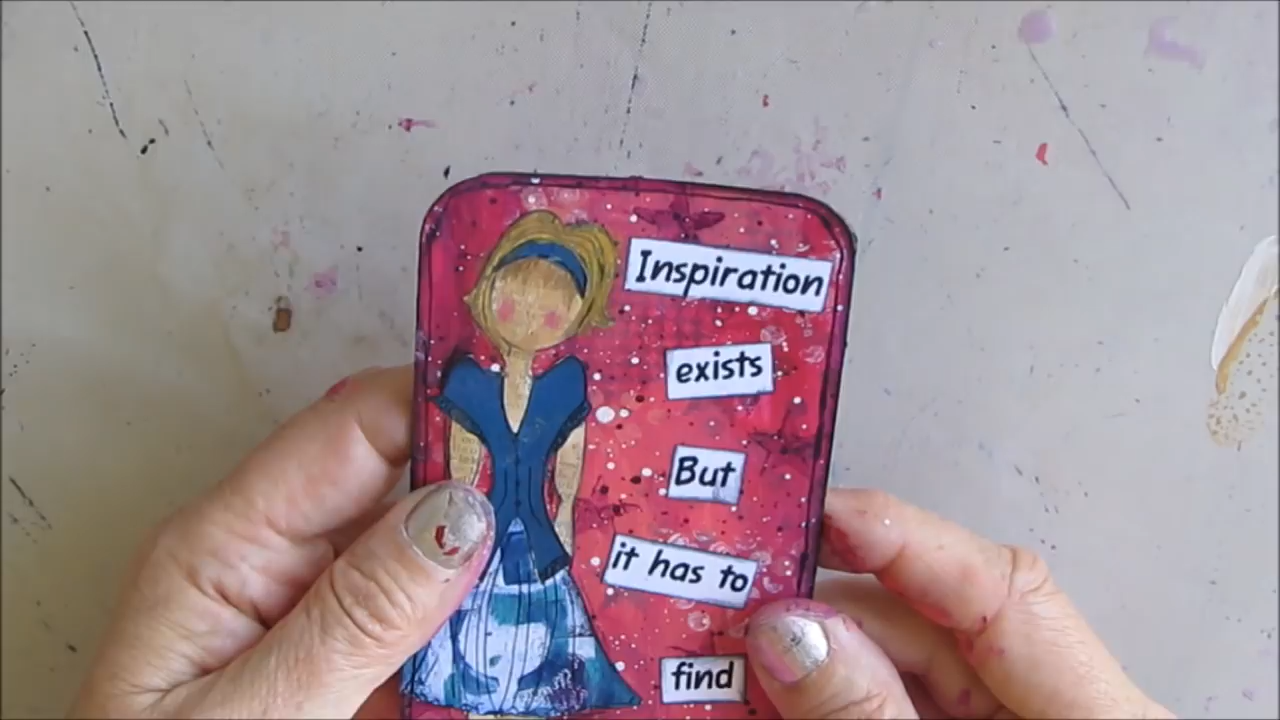 Inspiration
exists
But
it has to
find